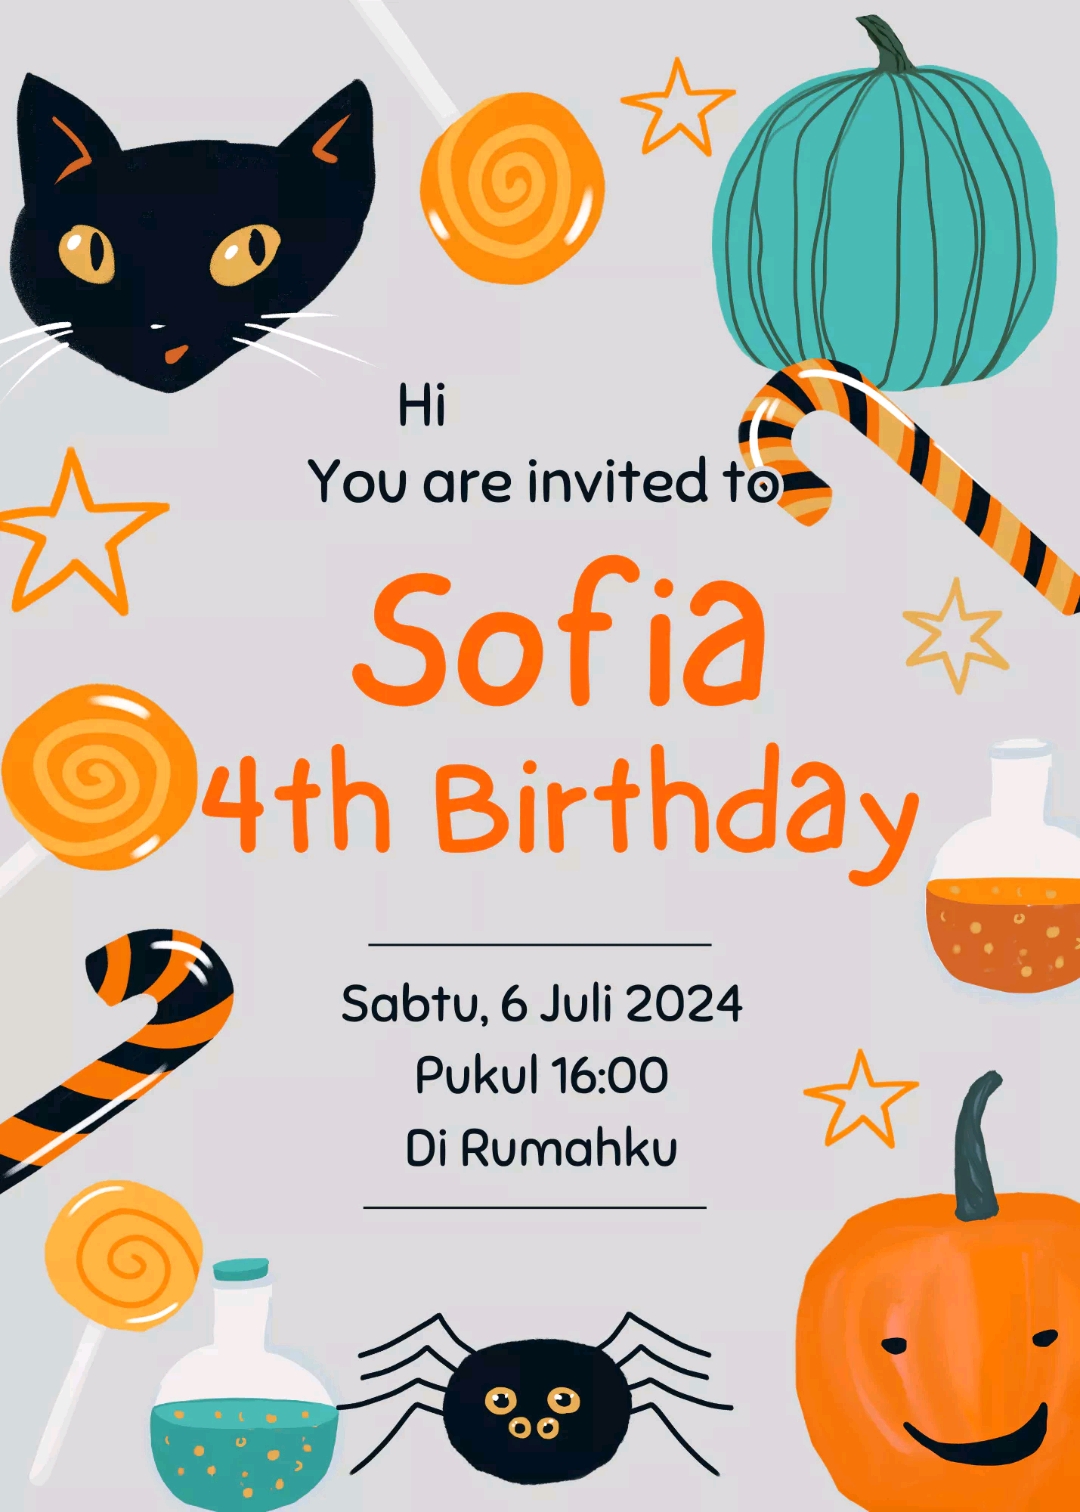 Hi
You are invited to
Sofia
4th Birthday
Sabtu, 6 Juli 2024
Pukul 16:00
Di Rumahku